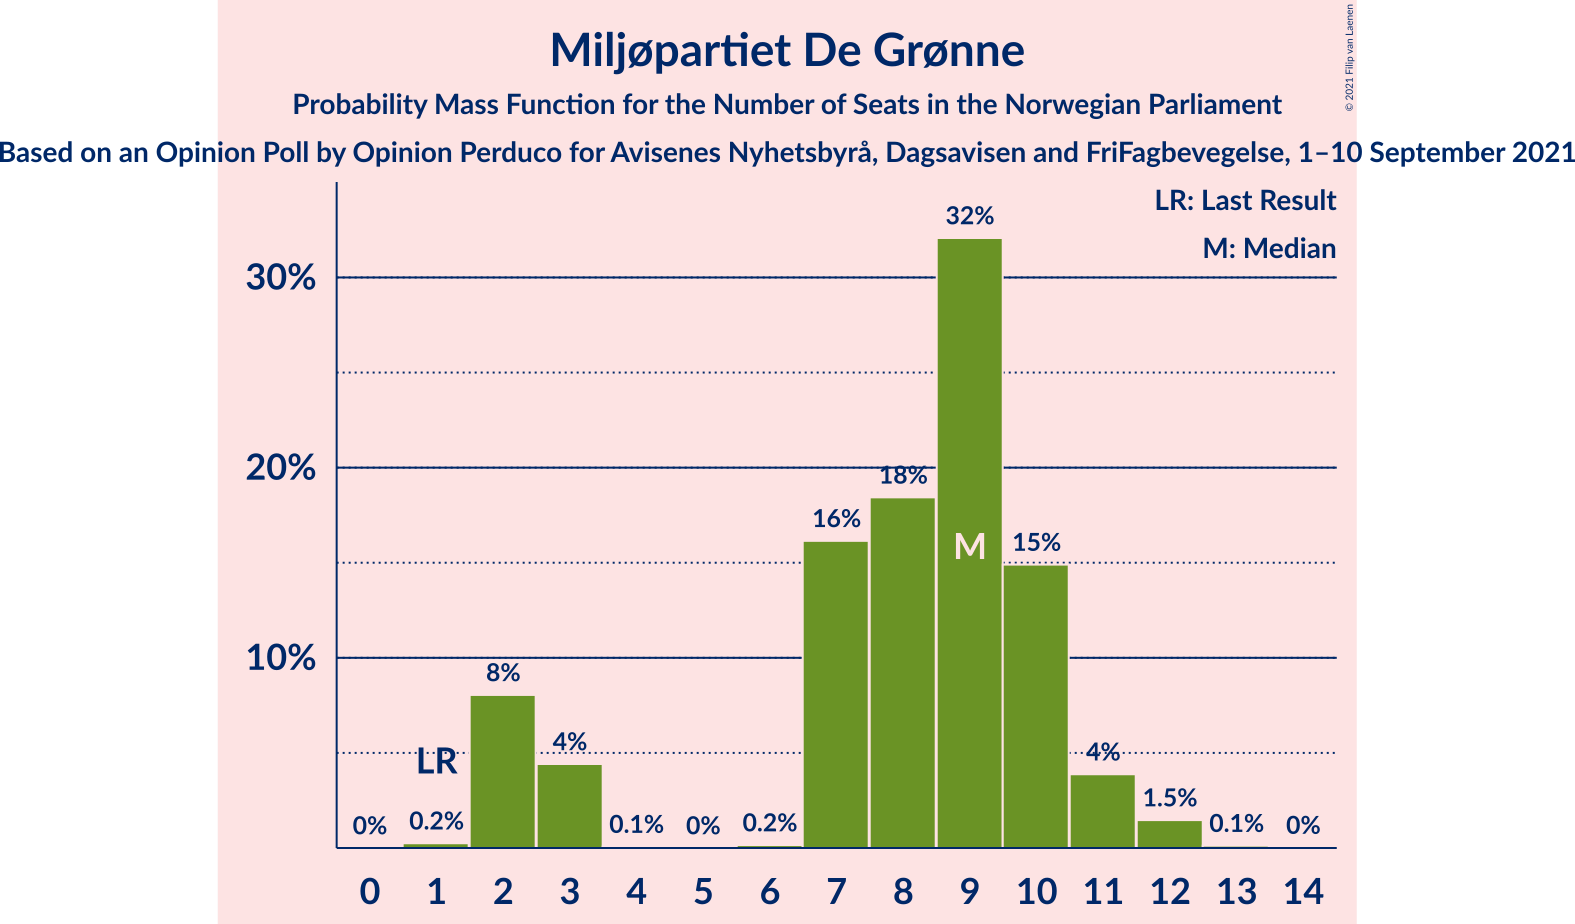 Miljøpartiet De Grønne
Probability Mass Function for the Number of Seats in the Norwegian Parliament
Based on an Opinion Poll by Opinion Perduco for Avisenes Nyhetsbyrå, Dagsavisen and FriFagbevegelse, 1–10 September 2021
© 2021 Filip van Laenen
LR: Last Result
M: Median
32%
30%
20%
18%
16%
M
15%
10%
8%
4%
LR
4%
1.5%
0%
0.2%
0.1%
0%
0.2%
0.1%
0%
0 1 2 3 4 5 6 7 8 9 10 11 12 13 14